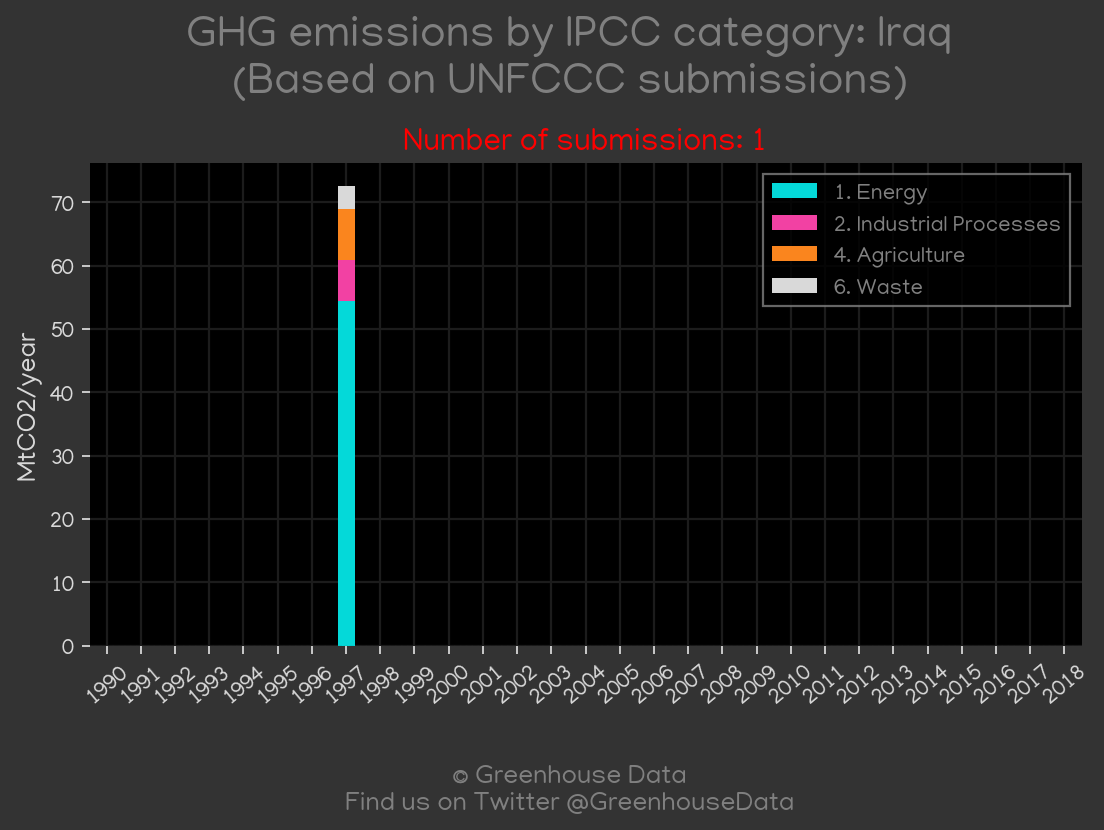 GHG emissions by IPCC category: Iraq
(Based on UNFCCC submissions)
Number of submissions: 1
1. Energy
2. Industrial Processes
4. Agriculture
6. Waste
MtCO2/year
70
60
50
40
30
20
10
0
1990 1991 1992 1993 1994 1995 1996 1997 1998 1999 2000 2001 2002 2003 2004 2005 2006 2007 2008 2009 2010 2011 2012 2013 2014 2015 2016 2017 2018
© Greenhouse Data
Find us on Twitter @GreenhouseData